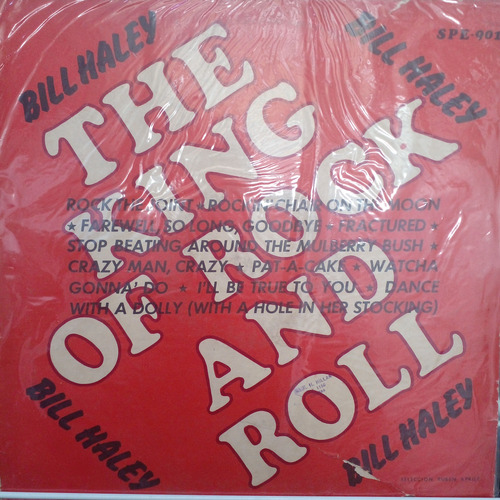 BILL HALEY
BILL HALEY
SPE-901
THE
KING
OF ROCK
AND
ROLL
ROCK THE JOINT ★ ROCKIN' CHAIR ON THE MOON
★ FAREWELL, SO LONG, GOODBYE ★ FRACTURED ★
STOP BEATING AROUND THE MULBERRY BUSH ★
CRAZY MAN, CRAZY ★ PAT-A-CAKE ★ WATCHA
GONNA' DO ★ I'LL BE TRUE TO YOU ★ DANCE
WITH A DOLLY (WITH A HOLE IN HER STOCKING)
BILL HALEY
BILL HALEY